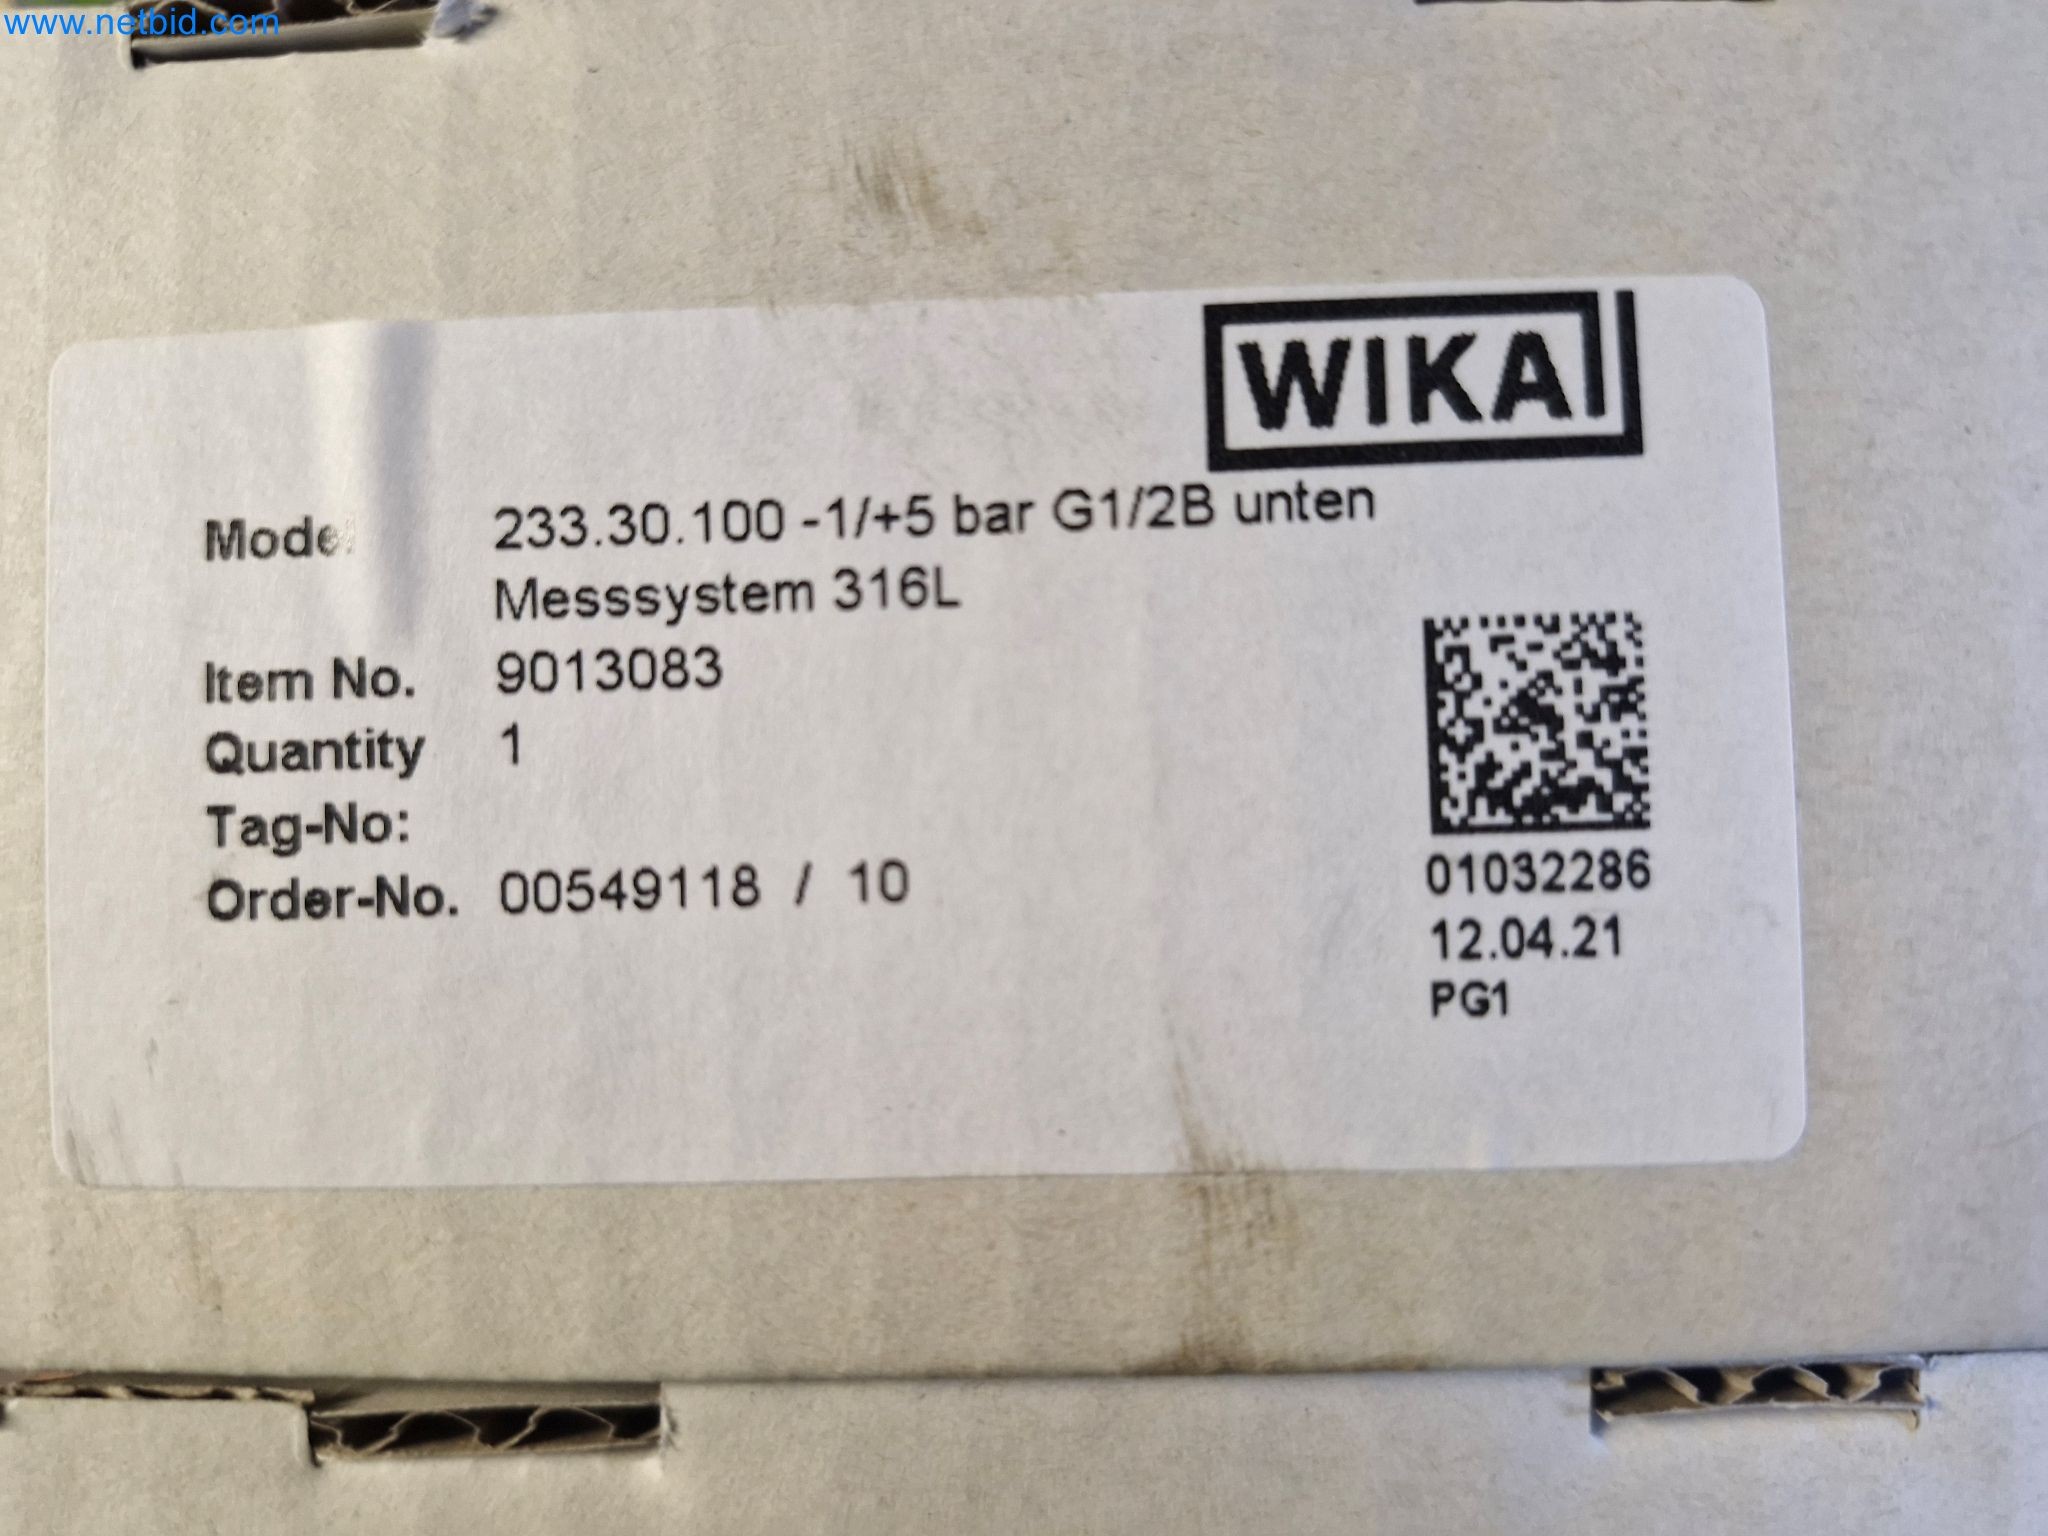 www.netbid.com
WIKA
Model 233.30.100 -1/+5 bar G1/2B unten
Messsystem 316L
Item No. 9013083
Quantity 1
Tag-No:
Order-No. 00549118 / 10
01032286
12.04.21
PG1